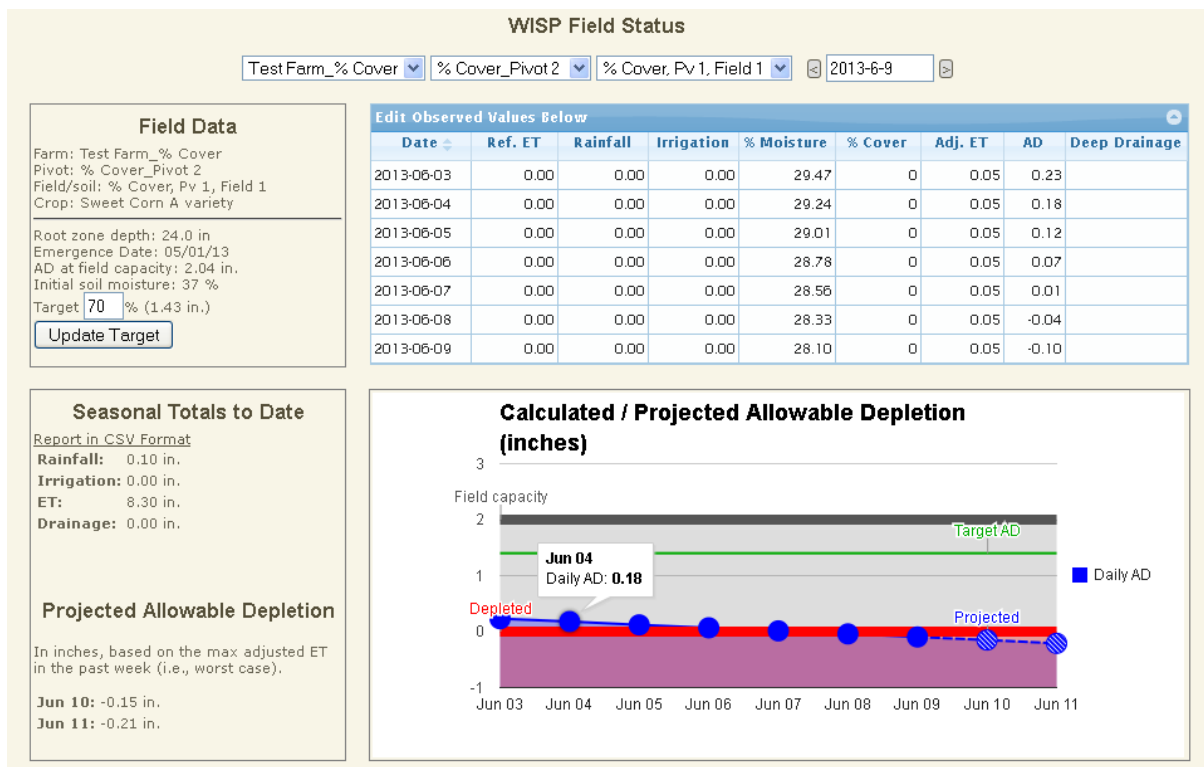 WISP Field Status
Test Farm_% Cover % Cover_Pivot 2 % Cover, Pv 1, Field 1 < 2013-6-9 >
Field Data
Farm: Test Farm_% Cover
Pivot: % Cover_Pivot 2
Field/soil: % Cover, Pv 1, Field 1
Crop: Sweet Corn A variety
Root zone depth: 24.0 in
Emergence Date: 05/01/13
AD at field capacity: 2.04 in.
Initial soil moisture: 37 %
Target 70 % (1.43 in.)
Update Target
Edit Observed Values Below
Date Ref. ET Rainfall Irrigation % Moisture % Cover Adj. ET AD Deep Drainage
2013-06-03 0.00 0.00 0.00 29.47 0 0.05 0.23
2013-06-04 0.00 0.00 0.00 29.24 0 0.05 0.18
2013-06-05 0.00 0.00 0.00 29.01 0 0.05 0.12
2013-06-06 0.00 0.00 0.00 28.78 0 0.05 0.07
2013-06-07 0.00 0.00 0.00 28.56 0 0.05 0.01
2013-06-08 0.00 0.00 0.00 28.33 0 0.05 -0.04
2013-06-09 0.00 0.00 0.00 28.10 0 0.05 -0.10
Seasonal Totals to Date
Report in CSV Format
Rainfall: 0.10 in.
Irrigation: 0.00 in.
ET: 8.30 in.
Drainage: 0.00 in.
Projected Allowable Depletion
In inches, based on the max adjusted ET
in the past week (i.e., worst case).
Jun 10: -0.15 in.
Jun 11: -0.21 in.
Calculated / Projected Allowable Depletion
(inches)
3
Field capacity
2
Target AD
Jun 04
Daily AD: 0.18
1
Daily AD
Depleted
Projected
0
-1
Jun 03 Jun 04 Jun 05 Jun 06 Jun 07 Jun 08 Jun 09 Jun 10 Jun 11